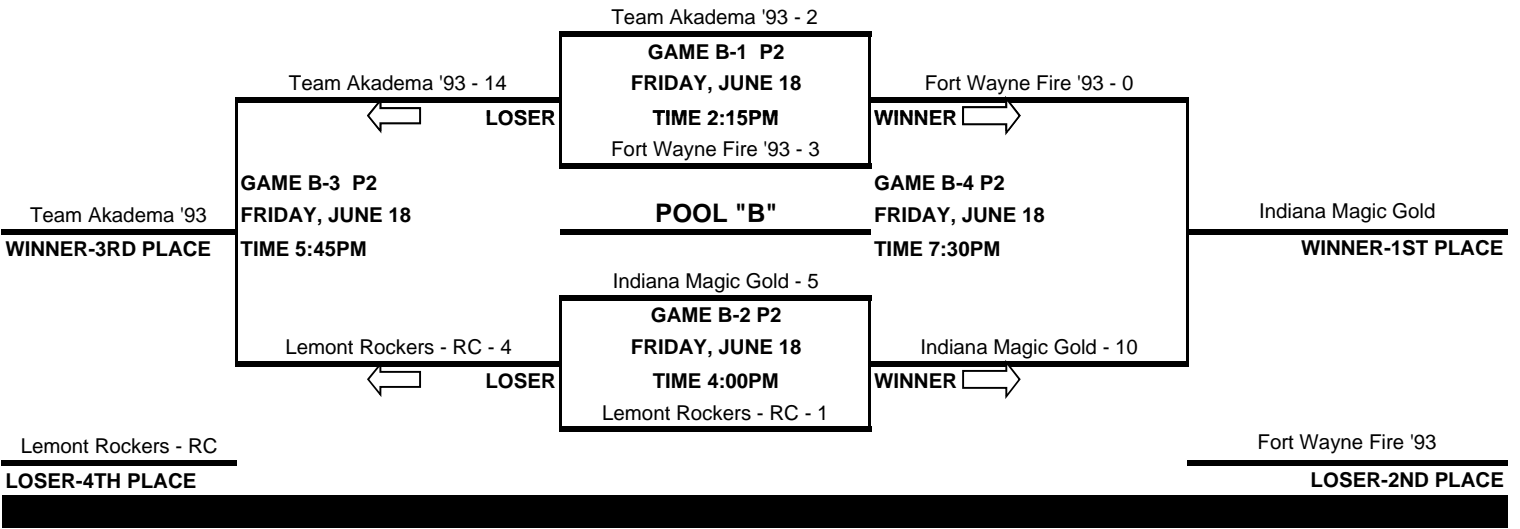 Team Akadema '93 - 2
GAME B-1 P2
Team Akadema '93 - 14
FRIDAY, JUNE 18
Fort Wayne Fire '93 - 0
LOSER
TIME 2:15PM
WINNER
Fort Wayne Fire '93 - 3
GAME B-3 P2
GAME B-4 P2
Team Akadema '93
FRIDAY, JUNE 18
POOL "B"
FRIDAY, JUNE 18
Indiana Magic Gold
WINNER-3RD PLACE
TIME 5:45PM
TIME 7:30PM
WINNER-1ST PLACE
Indiana Magic Gold - 5
GAME B-2 P2
Lemont Rockers - RC - 4
FRIDAY, JUNE 18
Indiana Magic Gold - 10
LOSER
TIME 4:00PM
WINNER
Lemont Rockers - RC - 1
Lemont Rockers - RC
Fort Wayne Fire '93
LOSER-4TH PLACE
LOSER-2ND PLACE